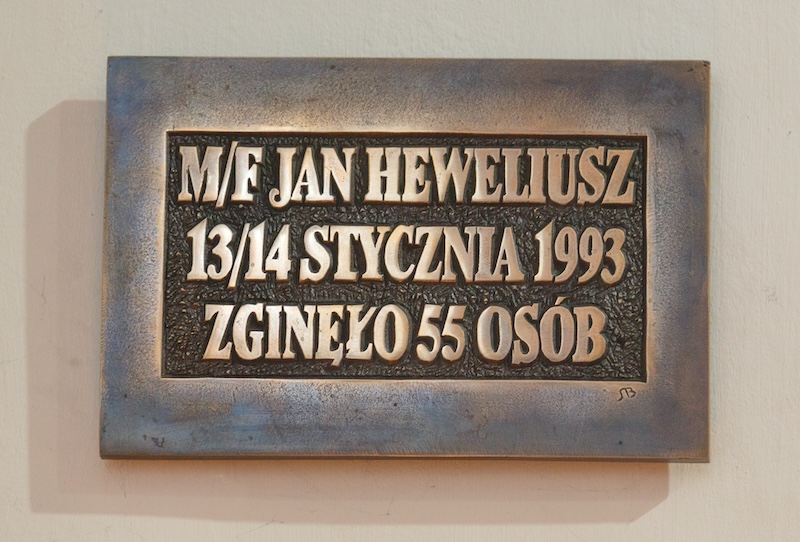 M/F JAN HEWELIUSZ
13/14 STYCZNIA 1993
ZGINĘŁO 55 OSÓB